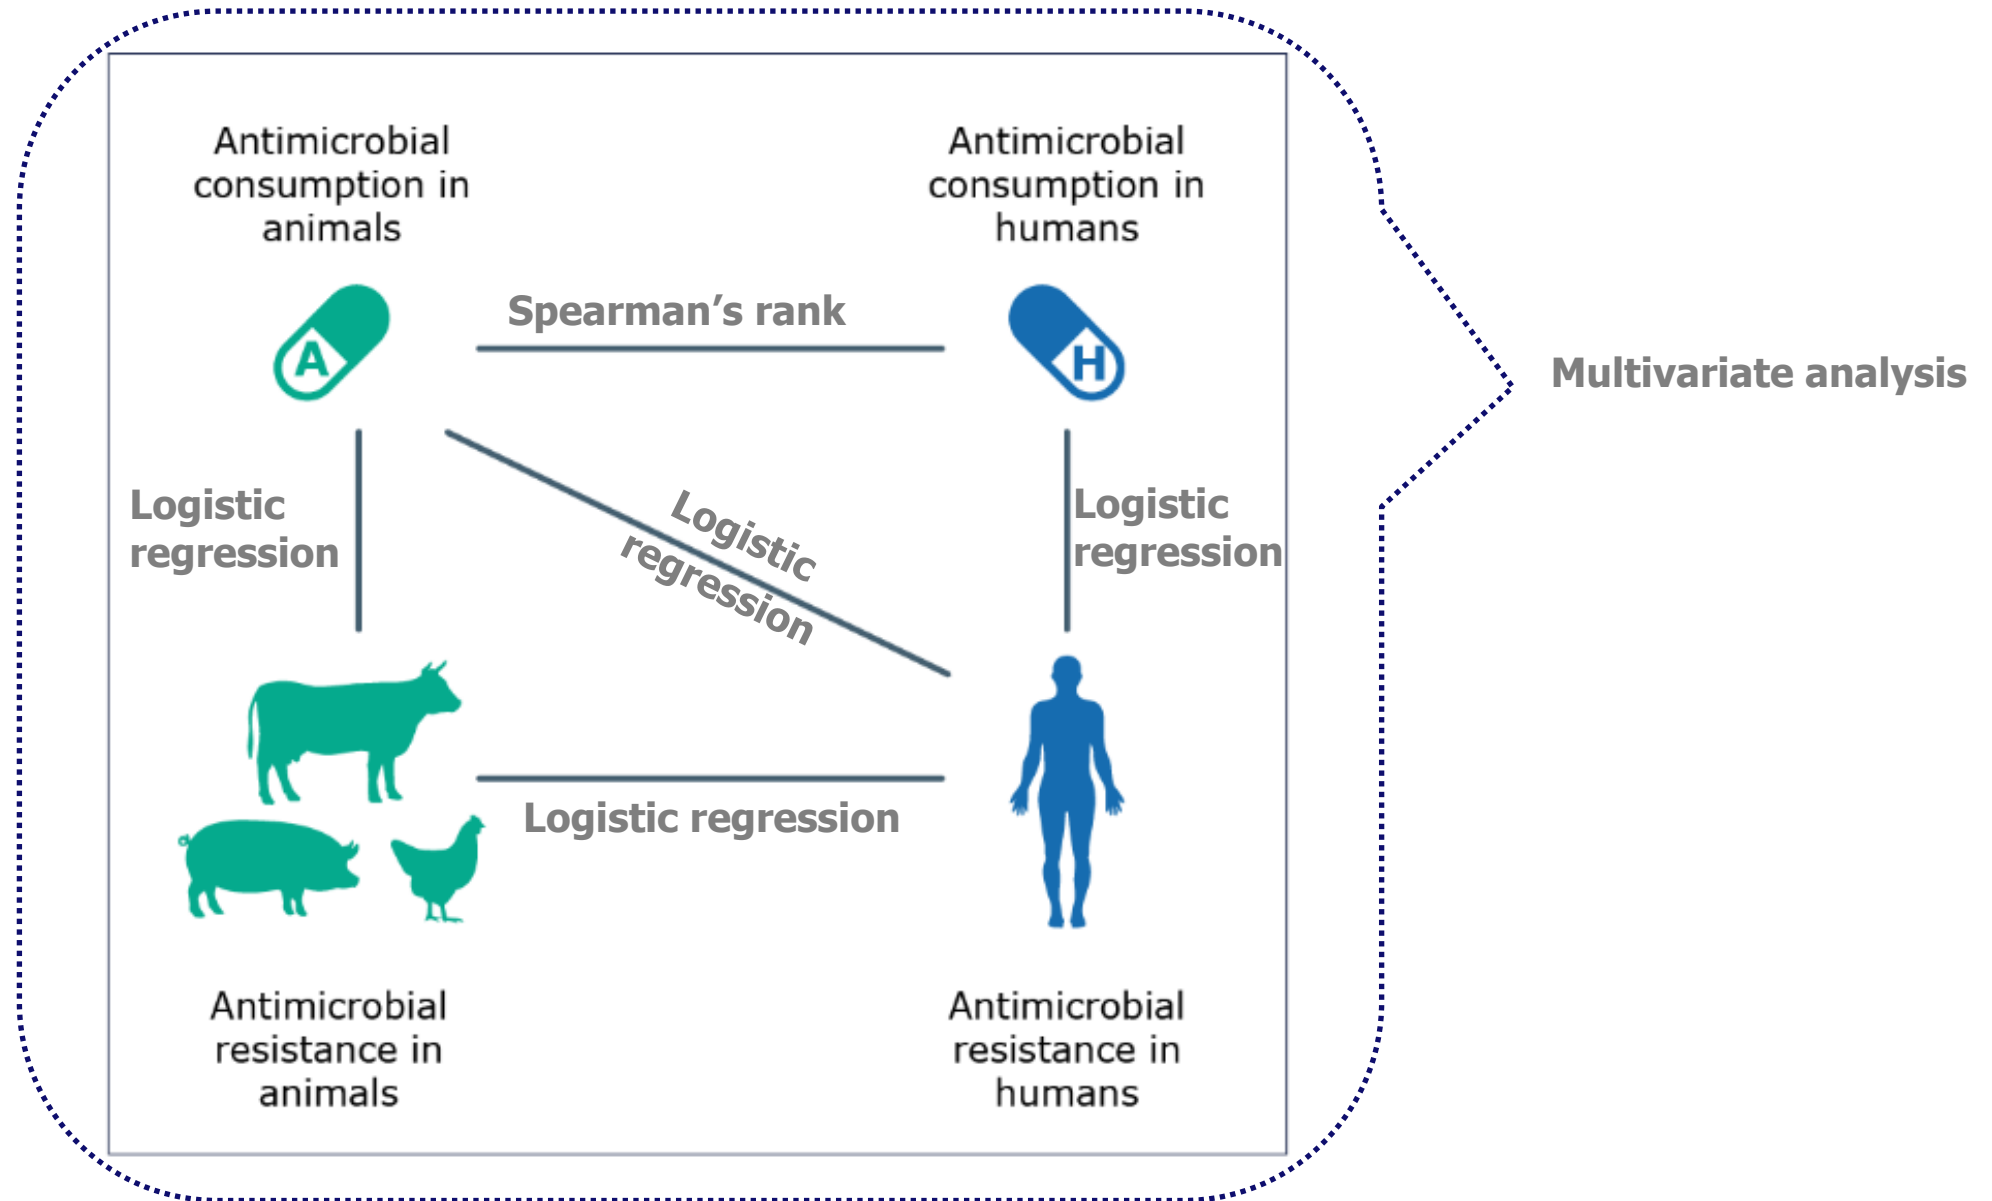 Antimicrobial
consumption in
animals
Antimicrobial
consumption in
humans
Spearman’s rank
A
H
Multivariate analysis
Logistic
regression
Logistic
regression
Logistic
regression
Logistic regression
Antimicrobial
resistance in
animals
Antimicrobial
resistance in
humans